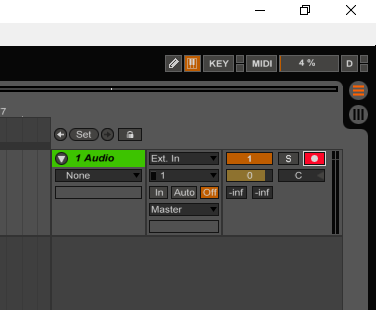 KEY MIDI 4 % D
7
Set
1 Audio Ext. In 1 S
None 1 0 C
In Auto Off -inf -inf
Master